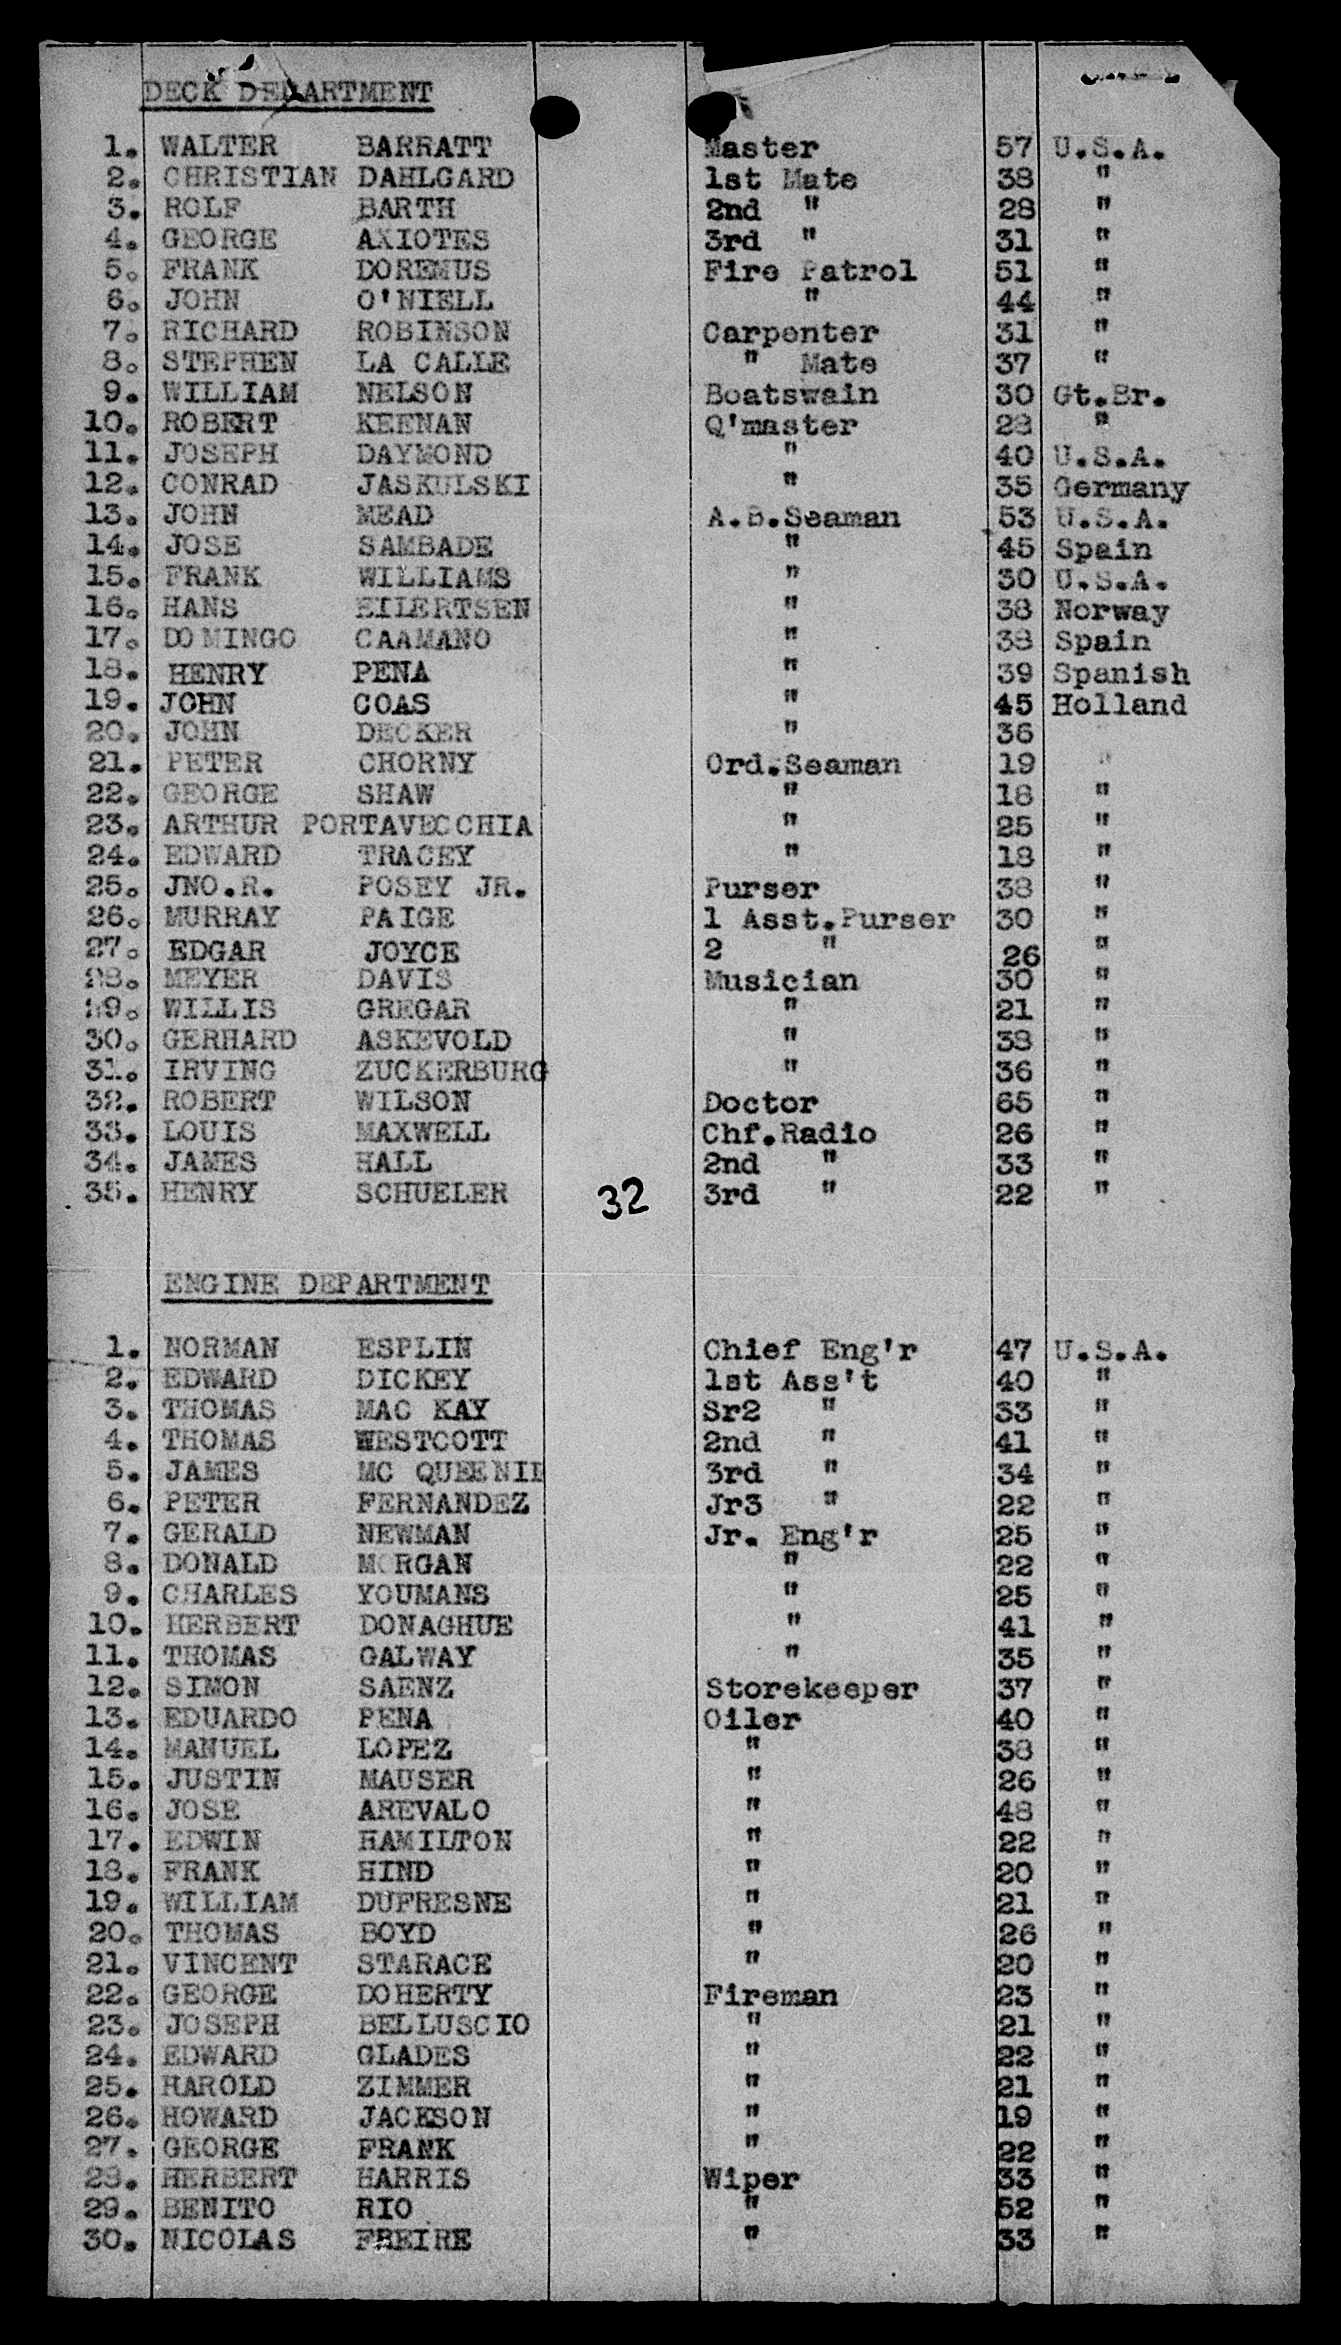 DECK DEPARTMENT
1. WALTER BARRATT Master 57 U.S.A.
2. CHRISTIAN DAHLGARD 1st Mate 38 "
3. ROLF BARTH 2nd " 28 "
4. GEORGE AXIOTES 3rd " 31 "
5. FRANK DOREMUS Fire Patrol 51 "
6. JOHN O'NIELL " 44 "
7. RICHARD ROBINSON Carpenter 31 "
8. STEPHEN LA CALLE " Mate 37 "
9. WILLIAM NELSON Boatswain 30 Gt.Br.
10. ROBERT KEENAN Q'master 28 "
11. JOSEPH DAYMOND " 40 U.S.A.
12. CONRAD JASKULSKI " 35 Germany
13. JOHN MEAD A.B.Seaman 53 U.S.A.
14. JOSE SAMBADE " 45 Spain
15. FRANK WILLIAMS " 30 U.S.A.
16. HANS EILERTSEN " 38 Norway
17. DOMINGO CAAMANO " 38 Spain
18. HENRY PENA " 39 Spanish
19. JOHN COAS " 45 Holland
20. JOHN DECKER " 36
21. PETER CHORNY Ord.Seaman 19 "
22. GEORGE SHAW " 18 "
23. ARTHUR PORTAVECCHIA " 25 "
24. EDWARD TRACEY " 18 "
25. JNO.R. POSEY JR. Purser 38 "
26. MURRAY PAIGE 1 Asst.Purser 30 "
27. EDGAR JOYCE 2 " 26 "
28. MEYER DAVIS Musician 30 "
29. WILLIS GREGAR " 21 "
30. GERHARD ASKEVOLD " 38 "
31. IRVING ZUCKERBURG " 36 "
32. ROBERT WILSON Doctor 65 "
33. LOUIS MAXWELL Chf.Radio 26 "
34. JAMES HALL 2nd " 33 "
35. HENRY SCHUELER 32 3rd " 22 "
ENGINE DEPARTMENT
1. NORMAN ESPLIN Chief Eng'r 47 U.S.A.
2. EDWARD DICKEY 1st Ass't 40 "
3. THOMAS MAC KAY Sr2 " 33 "
4. THOMAS WESTCOTT 2nd " 41 "
5. JAMES MC 3rd " 34 "
6. PETER FERNANDEZ Jr3 " 22 "
7. GERALD NEWMAN Jr. Eng'r 25 "
8. DONALD MORGAN " 22 "
9. CHARLES YOUMANS " 25 "
10. HERBERT DONAGHUE " 41 "
11. THOMAS GALWAY " 35 "
12. SIMON SAENZ Storekeeper 37 "
13. EDUARDO PENA Oiler 40 "
14. MANUEL LOPEZ " 38 "
15. JUSTIN MAUSER " 26 "
16. JOSE AREVALO " 48 "
17. EDWIN HAMILTON " 22 "
18. FRANK HIND " 20 "
19. WILLIAM DUFRESNE " 21 "
20. THOMAS BOYD " 26 "
21. VINCENT STARACE " 20 "
22. GEORGE DOHERTY Fireman 23 "
23. JOSEPH BELLUSCIO " 21 "
24. EDWARD GLADES " 22 "
25. HAROLD ZIMMER " 21 "
26. HOWARD JACKSON " 19 "
27. GEORGE FRANK " 22 "
28. HERBERT HARRIS Wiper 33 "
29. BENITO RIO " 52 "
30. NICOLAS FREIRE " 33 "